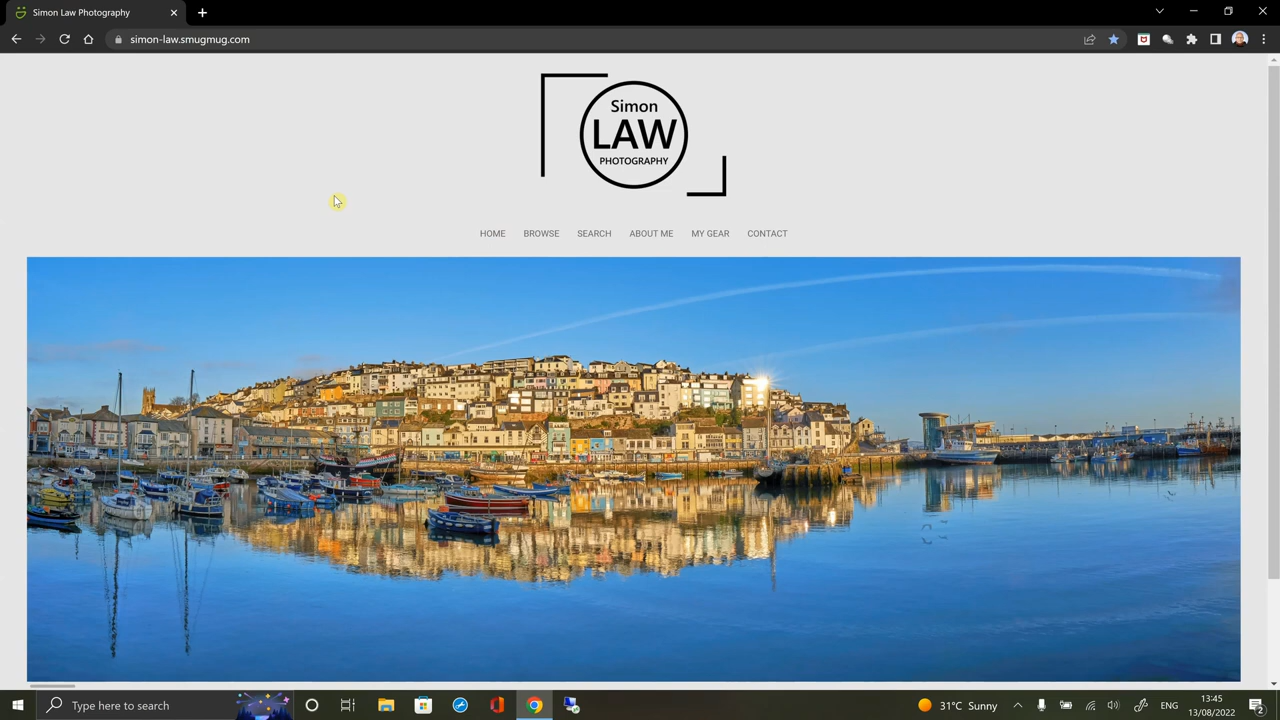 Simon Law Photography
simon-law.smugmug.com
Simon
LAW
PHOTOGRAPHY
HOME BROWSE SEARCH ABOUT ME MY GEAR CONTACT
Type here to search
31°C Sunny
ENG
13:45
13/08/2022
2